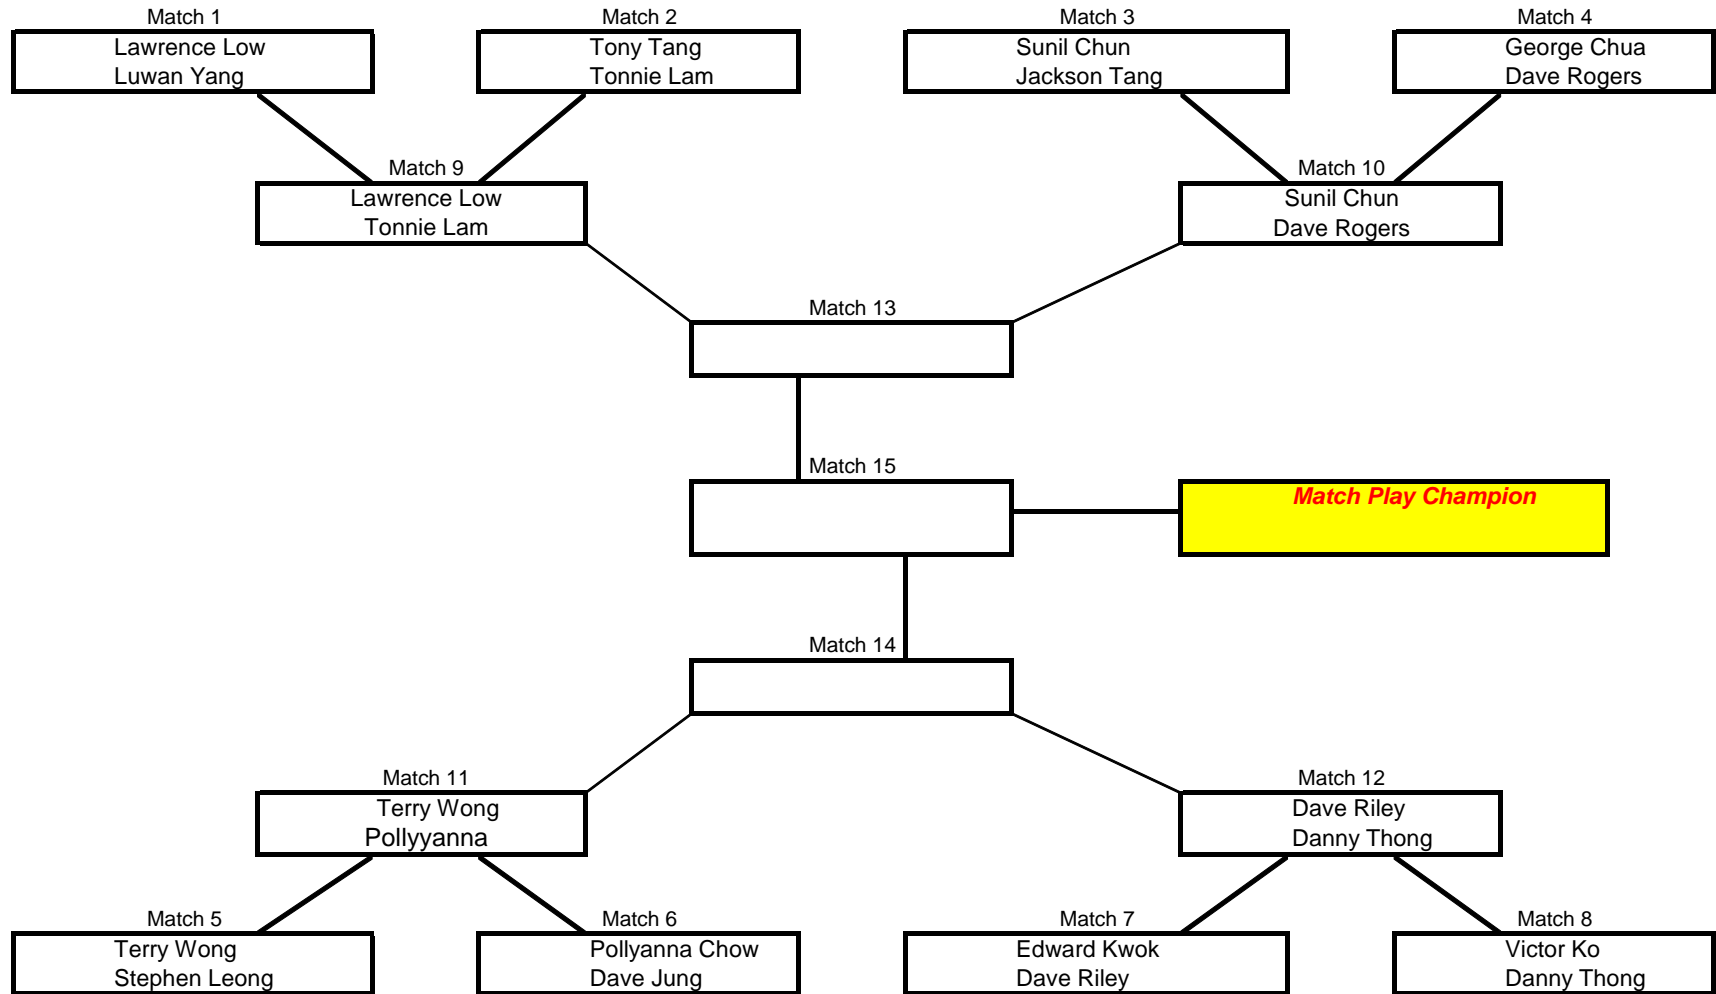 Match 1
Match 2
Match 3
Match 4
Lawrence Low
Luwan Yang
Tony Tang
Tonnie Lam
Sunil Chun
Jackson Tang
George Chua
Dave Rogers
Match 9
Match 10
Lawrence Low
Tonnie Lam
Sunil Chun
Dave Rogers
Match 13
Match 15
Match Play Champion
Match 14
Match 11
Match 12
Terry Wong
Pollyyanna
Dave Riley
Danny Thong
Match 5
Match 6
Match 7
Match 8
Terry Wong
Stephen Leong
Pollyanna Chow
Dave Jung
Edward Kwok
Dave Riley
Victor Ko
Danny Thong